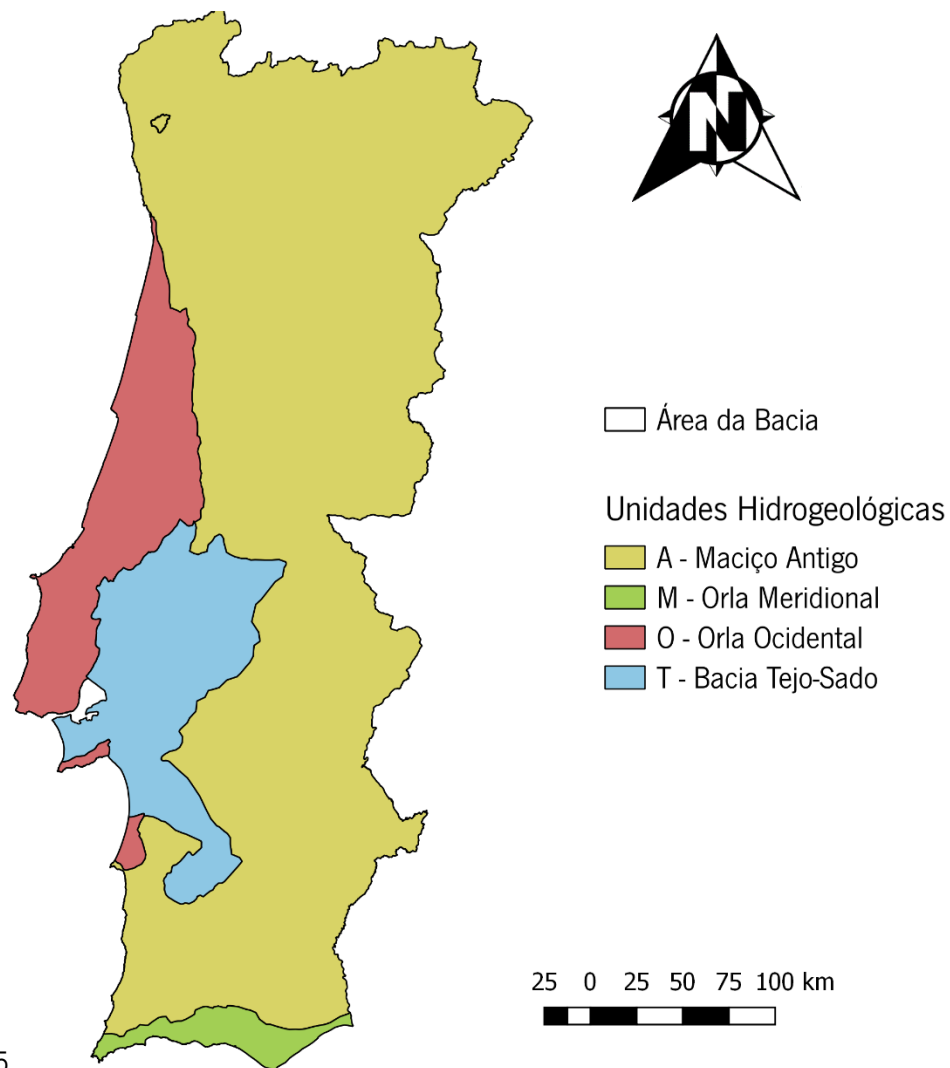 N
Área da Bacia
Unidades Hidrogeológicas
A - Maciço Antigo
M - Orla Meridional
O - Orla Ocidental
T - Bacia Tejo-Sado
25 0 25 50 75 100 km
5